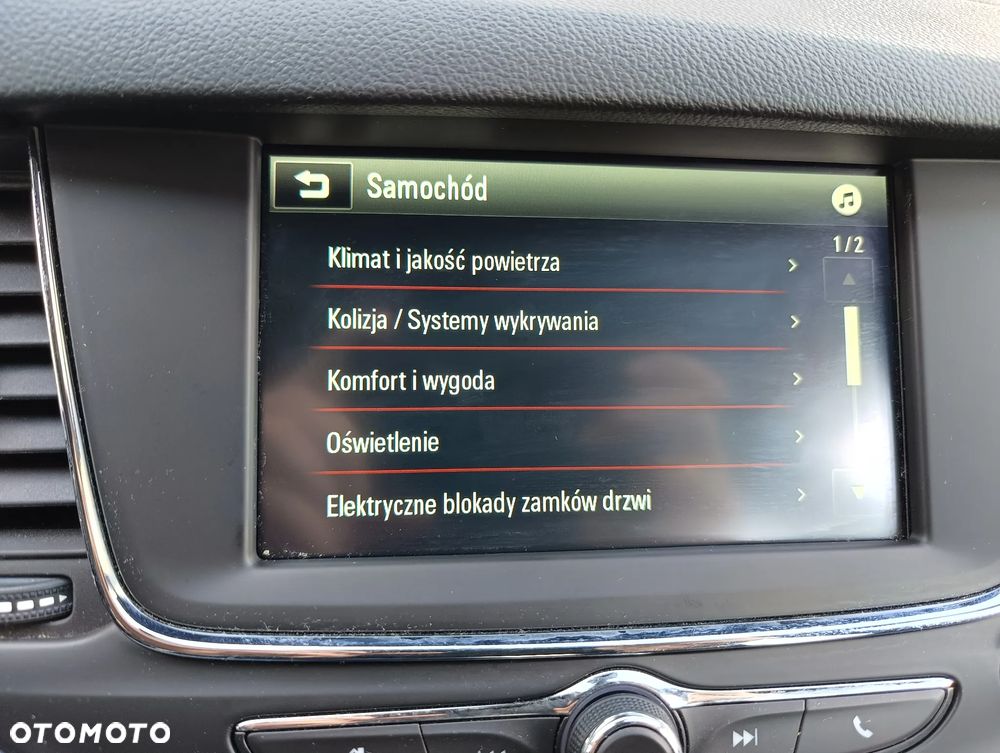 Samochód
1/2
Klimat i jakość powietrza
Kolizja / Systemy wykrywania
Komfort i wygoda
Oświetlenie
Elektryczne blokady zamków drzwi
OTOMOTO